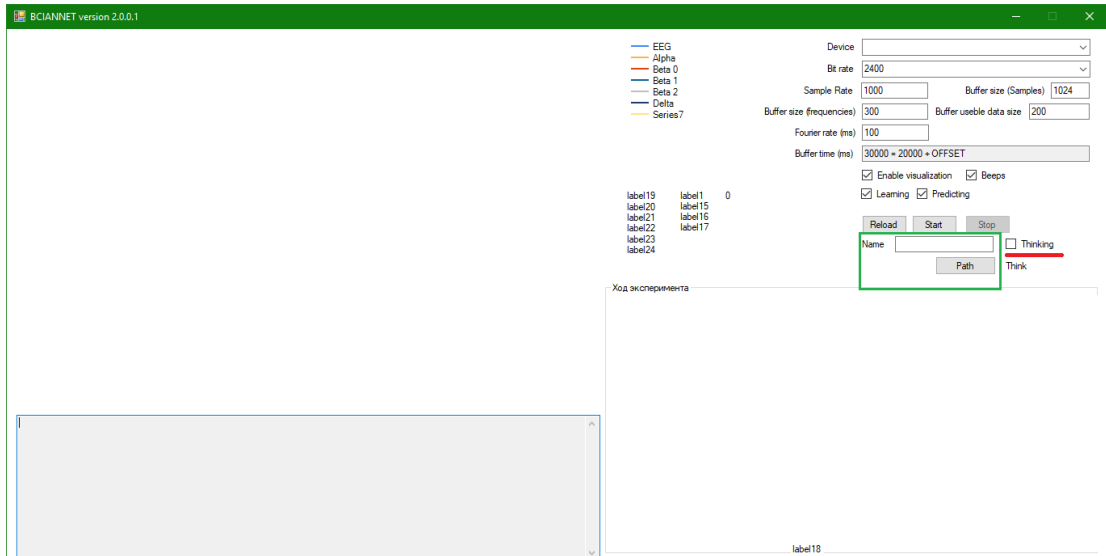 BCIANNET version 2.0.0.1
EEG
Alpha
Beta 0
Beta 1
Beta 2
Delta
Series7
Device
Bit rate 2400
Sample Rate 1000 Buffer size (Samples) 1024
Buffer size (frequencies) 300 Buffer useble data size 200
Fourier rate (ms) 100
Buffer time (ms) 30000 = 20000 + OFFSET
Enable visualization Beeps
Learning Predicting
label19 label1 0
label20 label15
label21 label16
label22 label17
label23
label24
Reload Start Stop
Name Thinking
Path Think
Ход эксперимента
label18